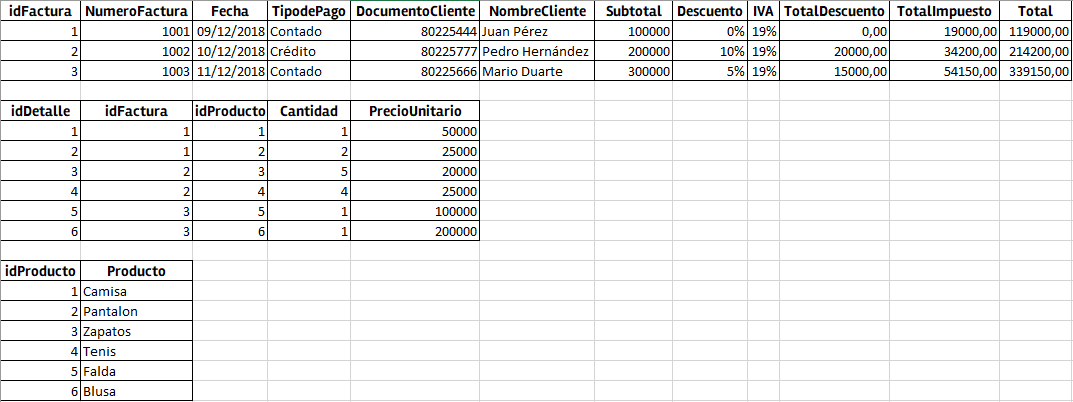 idFactura NumeroFactura Fecha TipodePago DocumentoCliente NombreCliente Subtotal Descuento IVA TotalDescuento TotalImpuesto Total
1 1001 09/12/2018 Contado 80225444 Juan Pérez 100000 0% 19% 0,00 19000,00 119000,00
2 1002 10/12/2018 Crédito 80225777 Pedro Hernández 200000 10% 19% 20000,00 34200,00 214200,00
3 1003 11/12/2018 Contado 80225666 Mario Duarte 300000 5% 19% 15000,00 54150,00 339150,00
idDetalle idFactura idProducto Cantidad PrecioUnitario
1 1 1 1 50000
2 1 2 2 25000
3 2 3 5 20000
4 2 4 4 25000
5 3 5 1 100000
6 3 6 1 200000
idProducto Producto
1 Camisa
2 Pantalon
3 Zapatos
4 Tenis
5 Falda
6 Blusa